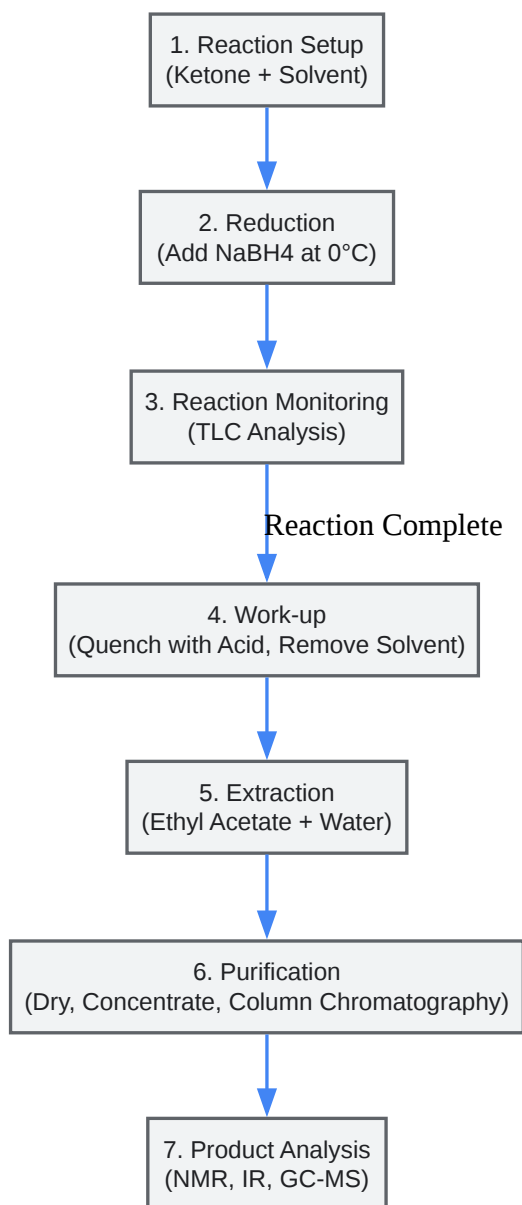 1. Reaction Setup
(Ketone + Solvent)
2. Reduction
(Add NaBH4 at 0°C)
3. Reaction Monitoring
(TLC Analysis)
Reaction Complete
4. Work-up
(Quench with Acid, Remove Solvent)
5. Extraction
(Ethyl Acetate + Water)
6. Purification
(Dry, Concentrate, Column Chromatography)
7. Product Analysis
(NMR, IR, GC-MS)